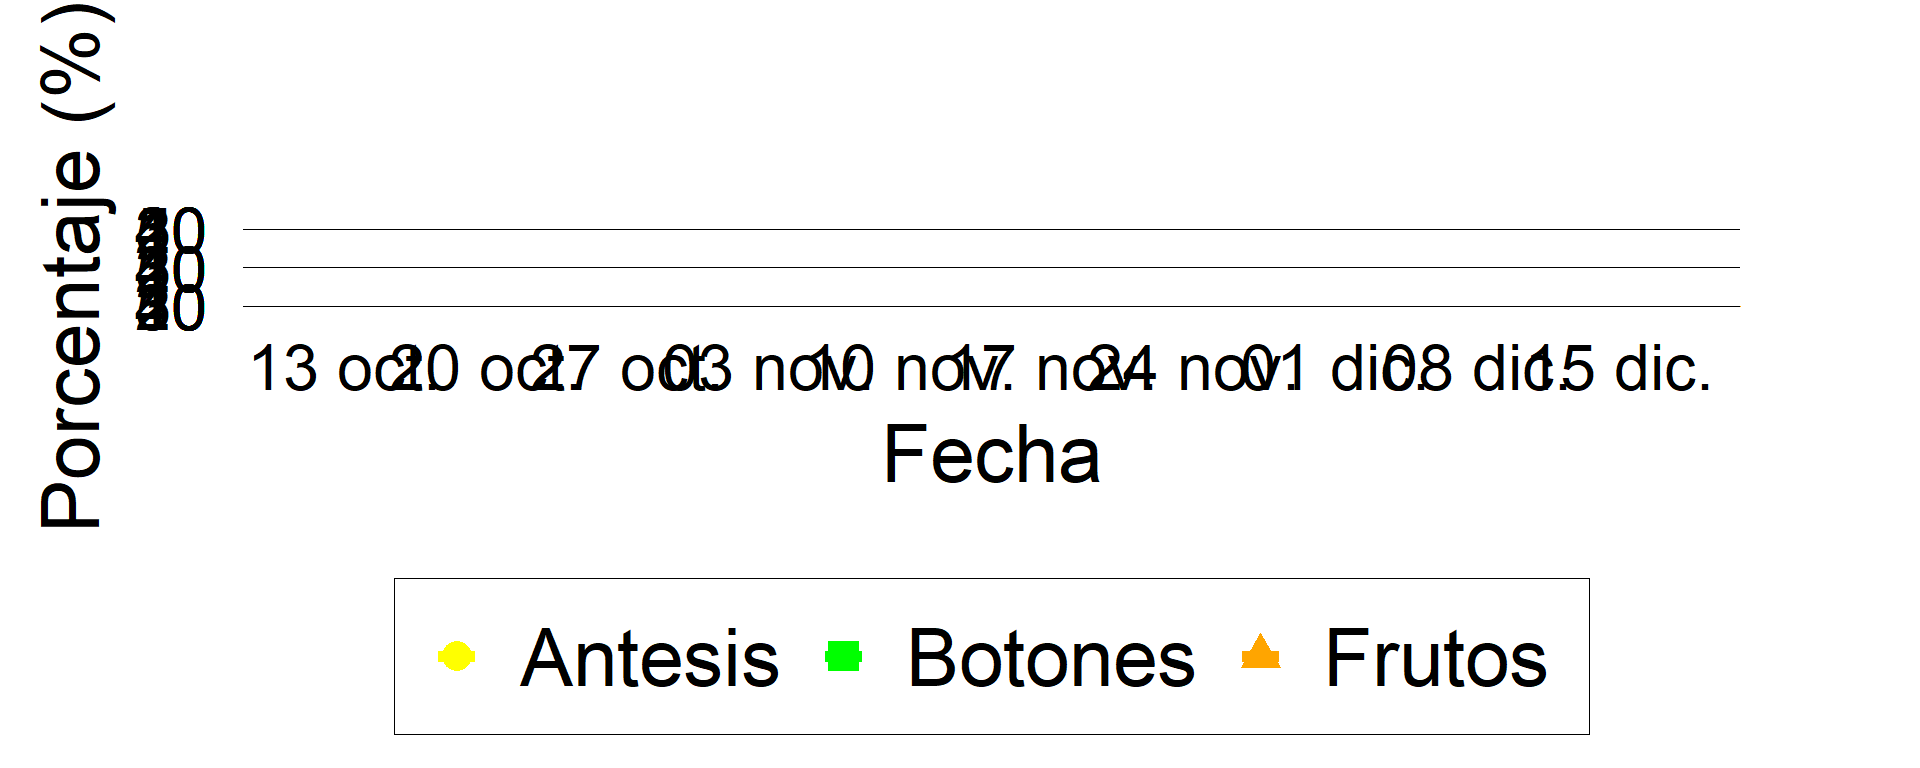 Porcentaje (%)
13 oct. 20 oct. 27 oct. 03 nov. 10 nov. 17 nov. 24 nov. 01 dic. 08 dic. 15 dic.
Fecha
Antesis Botones Frutos